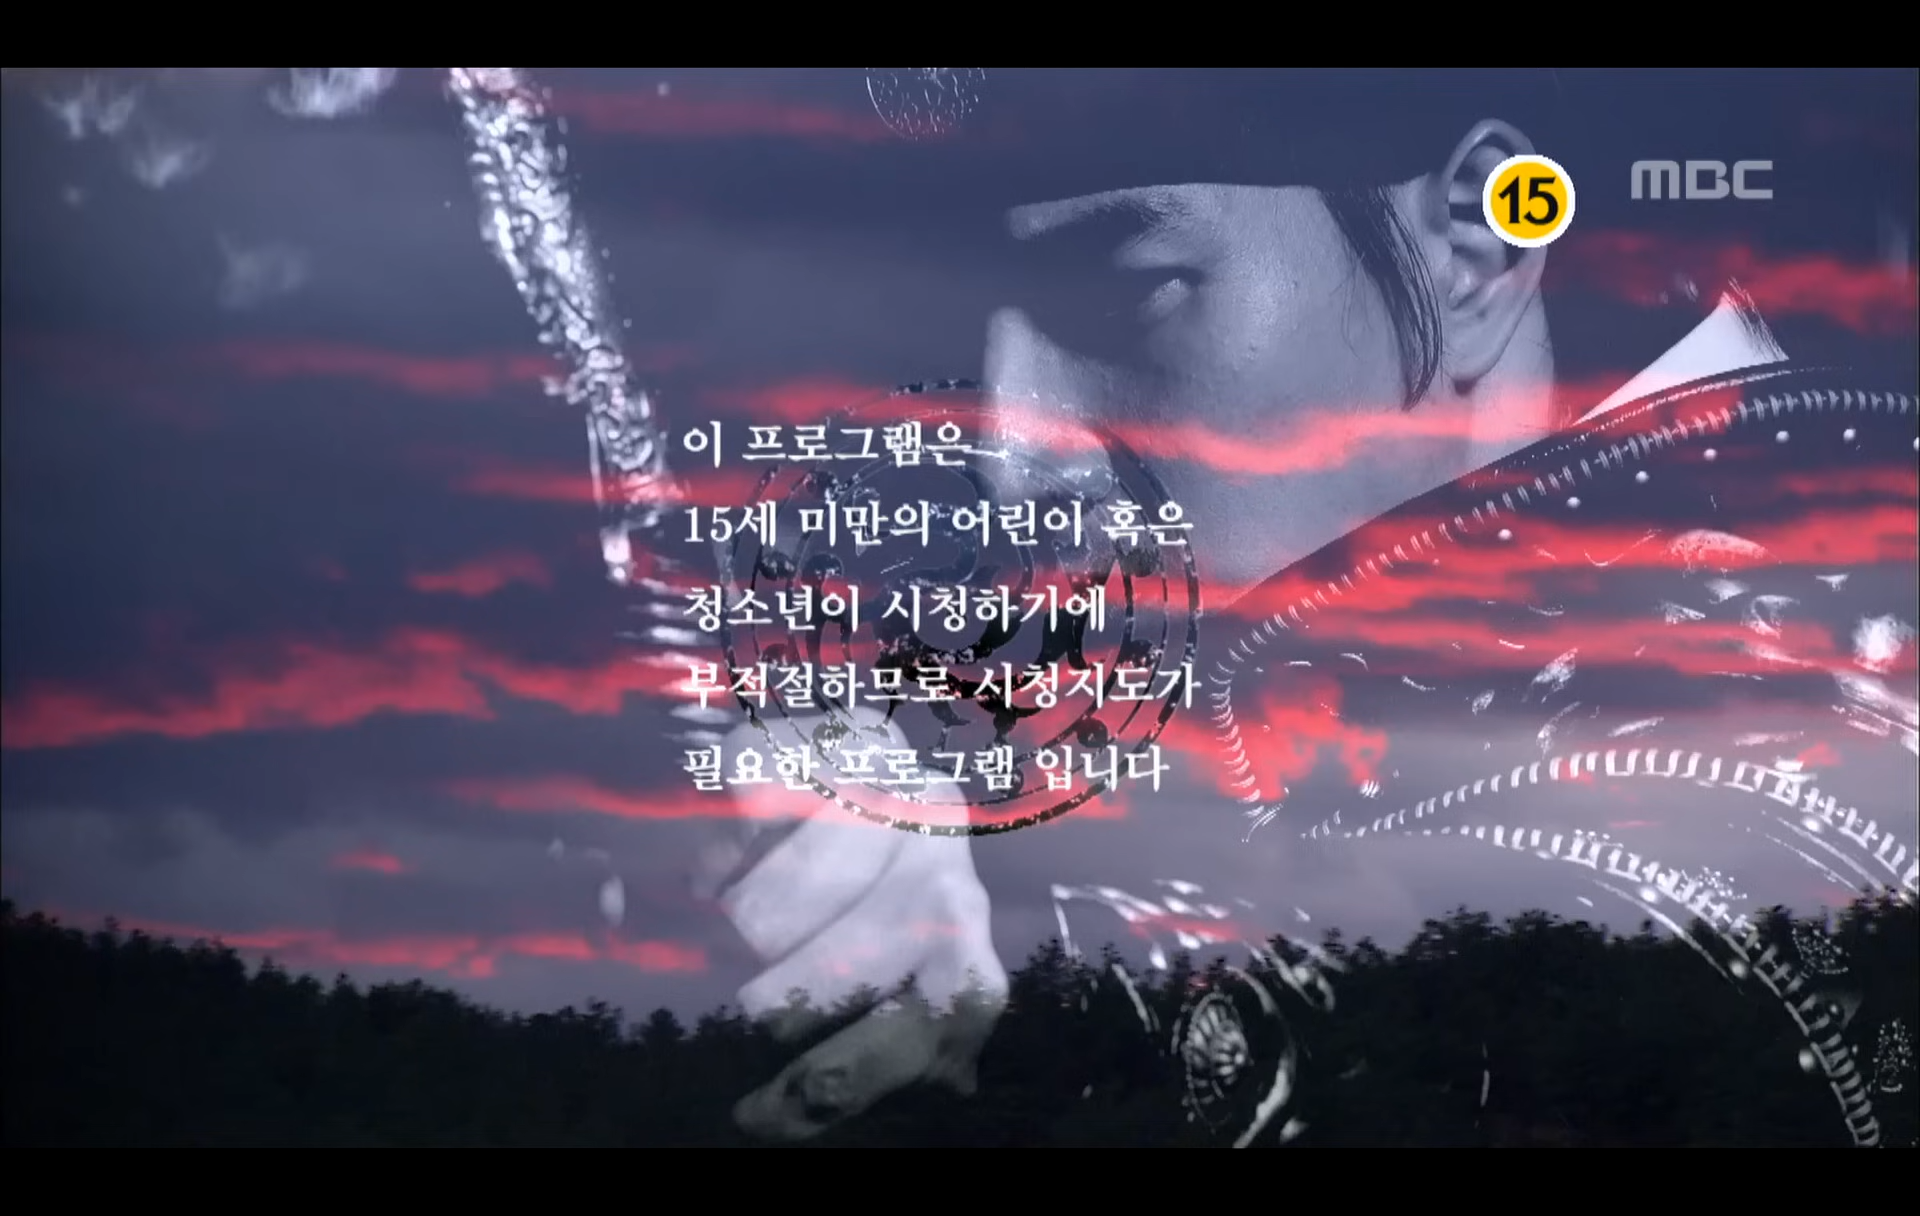 15
MBC
이 프로그램은
15세 미만의 어린이 혹은
청소년이 시청하기에
부적절하므로 시청지도가
필요한 프로그램 입니다